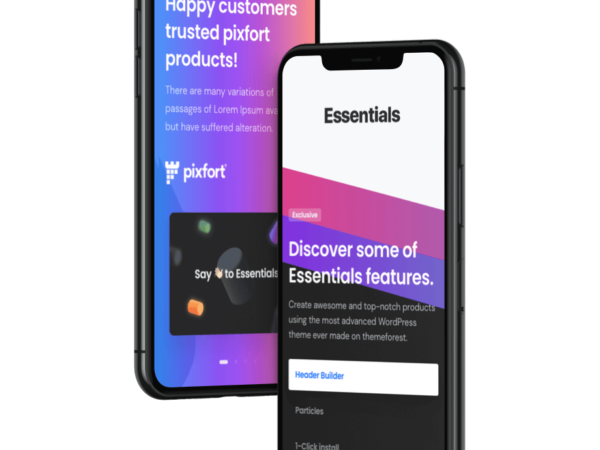 Happy customers
trusted pixfort
products!
There are many variations of
passages of Lorem Ipsum
but have suffered alteration.
pixfort
Say 👋 to Essentials
Essentials
Exclusive
Discover some of
Essentials features.
Create awesome and top-notch products
using the most advanced WordPress
theme ever made on themeforest.
Header Builder
Particles
1-Click install